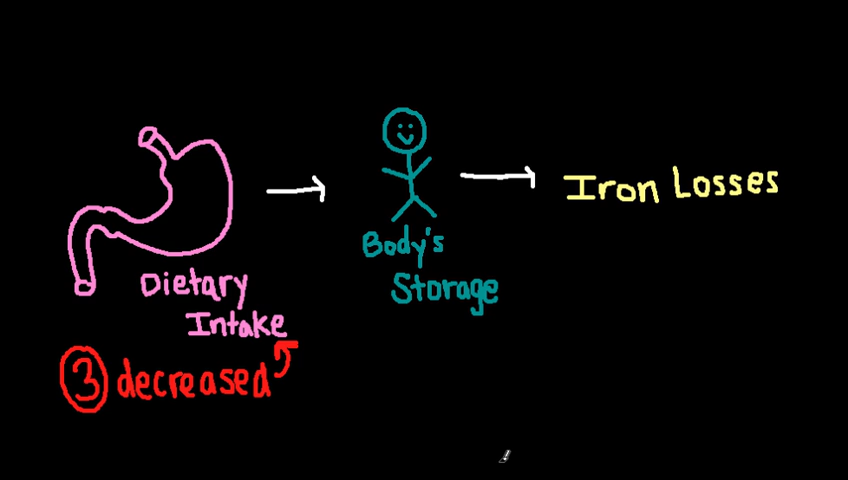 Dietary
Intake
Body's
Storage
Iron Losses
③ decreased